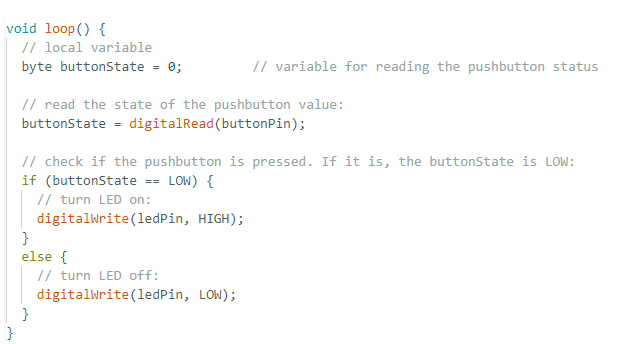 void loop() {
// local variable
byte buttonState = 0;          // variable for reading the pushbutton status
// read the state of the pushbutton value:
buttonState = digitalRead(buttonPin);
// check if the pushbutton is pressed. If it is, the buttonState is LOW:
if (buttonState == LOW) {
// turn LED on:
digitalWrite(ledPin, HIGH);
}
else {
// turn LED off:
digitalWrite(ledPin, LOW);
}
}